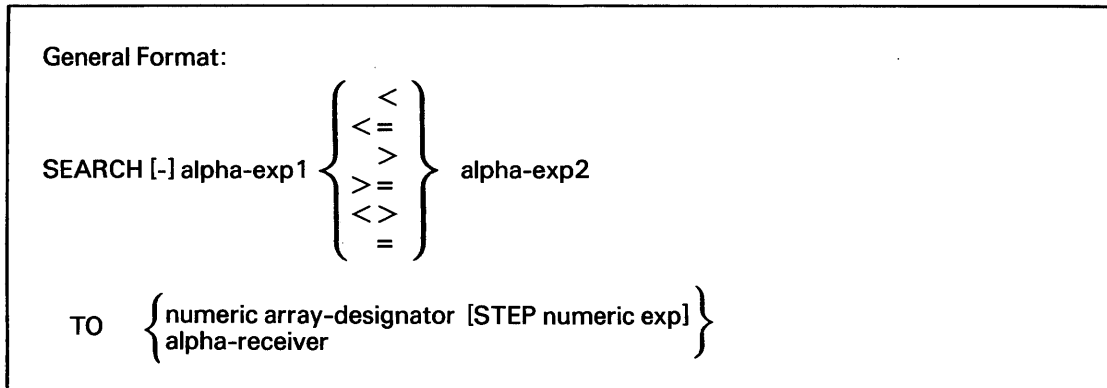 General Format:
SEARCH [-] alpha-exp1 { < <= > >= <> = } alpha-exp2
TO { numeric array-designator [STEP numeric exp]
alpha-receiver }